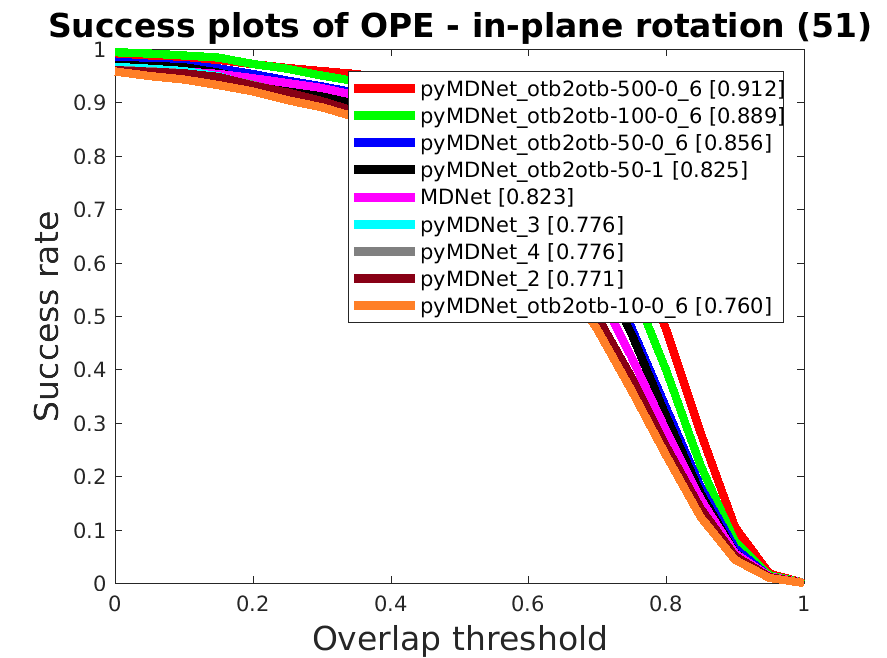 Success plots of OPE - in-plane rotation (51)
1
0.9
0.8
0.7
0.6
0.5
0.4
0.3
0.2
0.1
0
Success rate
pyMDNet_otb2otb-500-0_6 [0.912]
pyMDNet_otb2otb-100-0_6 [0.889]
pyMDNet_otb2otb-50-0_6 [0.856]
pyMDNet_otb2otb-50-1 [0.825]
MDNet [0.823]
pyMDNet_3 [0.776]
pyMDNet_4 [0.776]
pyMDNet_2 [0.771]
pyMDNet_otb2otb-10-0_6 [0.760]
0 0.2 0.4 0.6 0.8 1
Overlap threshold